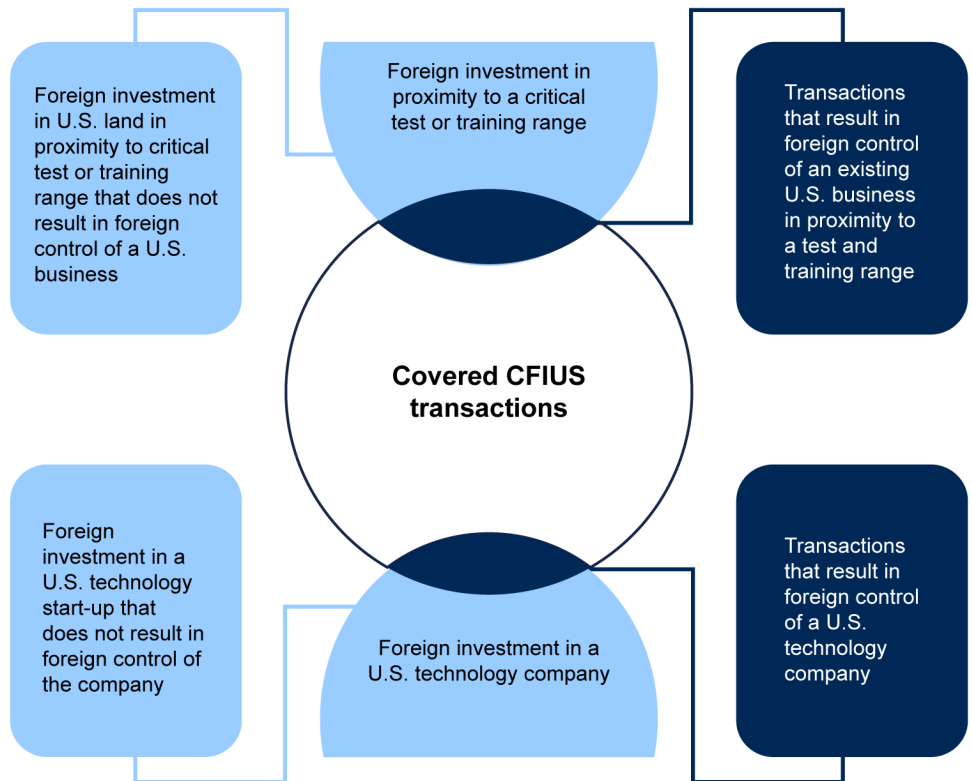 Foreign investment
in U.S. land in
proximity to critical
test or training
range that does not
result in foreign
control of a U.S.
business
Foreign investment in
proximity to a critical
test or training range
Transactions
that result in
foreign control
of an existing
U.S. business
in proximity to
a test and
training range
Covered CFIUS
transactions
Foreign
investment in a
U.S. technology
start-up that
does not result in
foreign control of
the company
Foreign investment in a
U.S. technology company
Transactions
that result in
foreign control
of a U.S.
technology
company